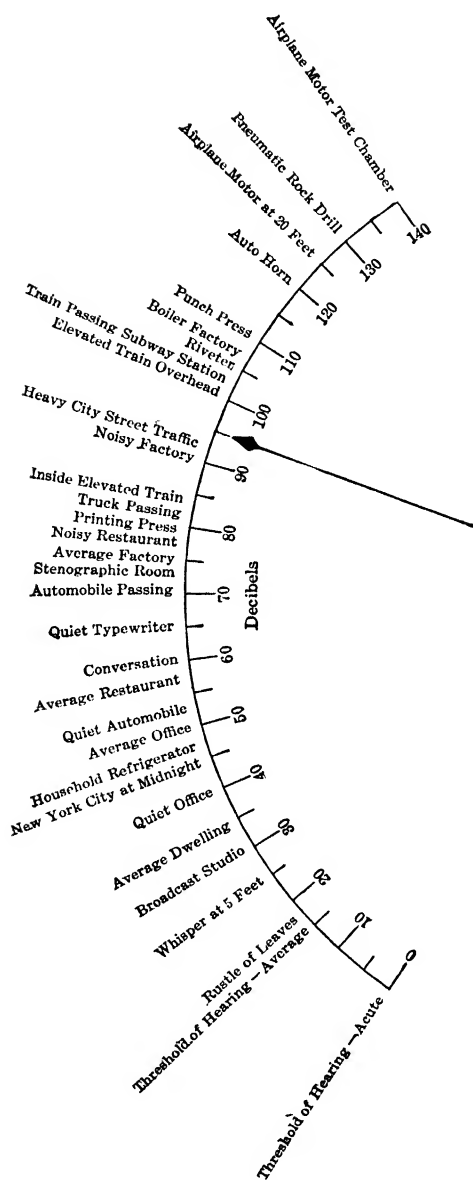 Airplane Motor Test Chamber
Pneumatic Rock Drill
Airplane Motor at 20 Feet
Auto Horn
Punch Press
Boiler Factory
Riveter
Train Passing Subway Station
Elevated Train Overhead
Heavy City Street Traffic
Noisy Factory
Inside Elevated Train
Truck Passing
Printing Press
Noisy Restaurant
Average Factory
Stenographic Room
Automobile Passing
Quiet Typewriter
Conversation
Average Restaurant
Quiet Automobile
Average Office
Household Refrigerator
New York City at Midnight
Quiet Office
Average Dwelling
Broadcast Studio
Whisper at 5 Feet
Rustle of Leaves
Threshold of Hearing – Average
Threshold of Hearing – Acute
140
130
120
110
100
90
80
70
60
50
40
30
20
10
0
Decibels